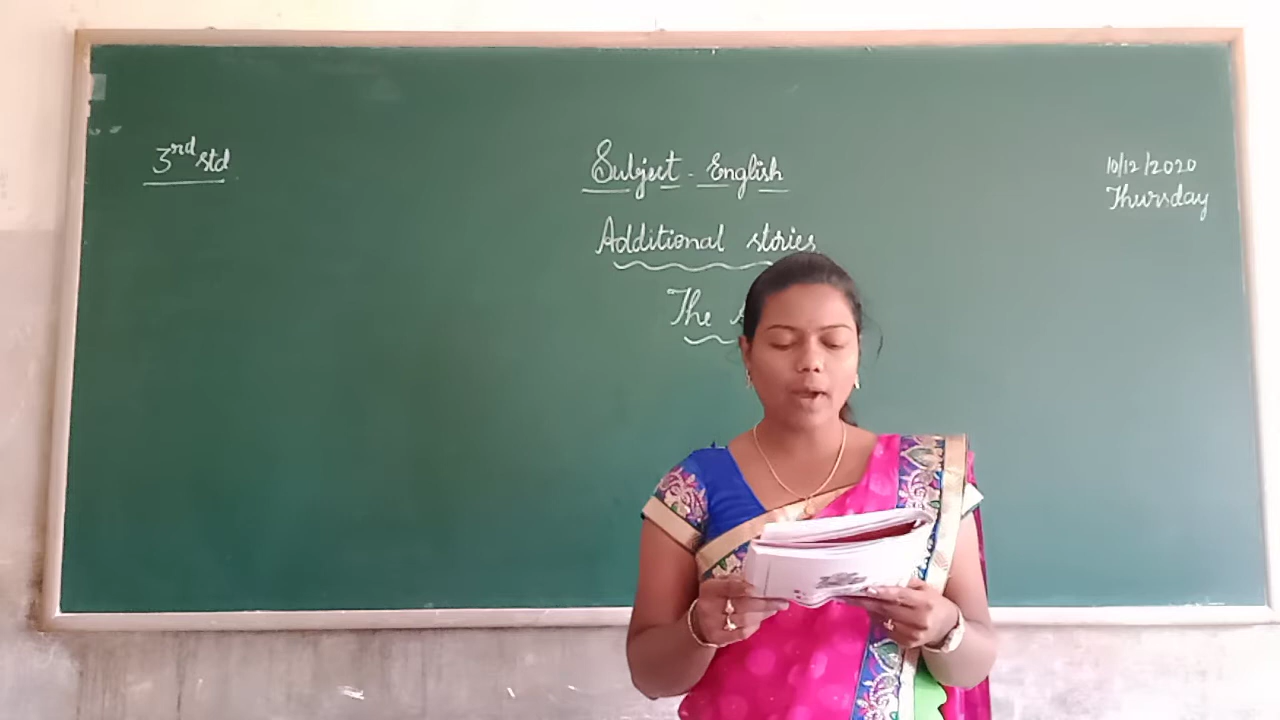 3rd std
Subject - English
10/12/2020
Thursday
Additional stories
The